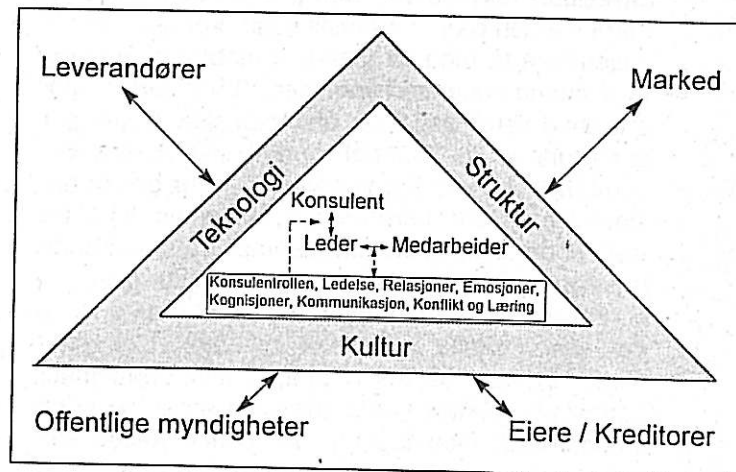 Leverandører
Marked
Teknologi
Struktur
Konsulent
Leder
Medarbeider
Konsulentrollen, Ledelse, Relasjoner, Emosjoner,
Kognisjoner, Kommunikasjon, Konflikt og Læring
Kultur
Offentlige myndigheter
Eiere / Kreditorer